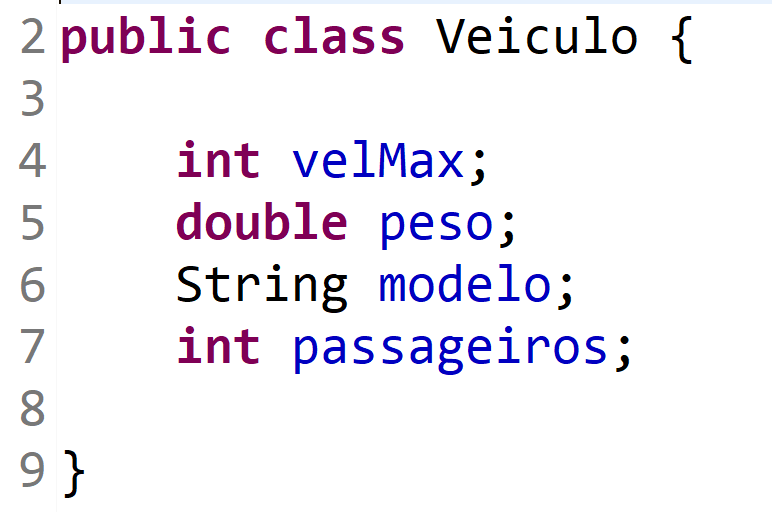 2 public class Veiculo {
3
4 int velMax;
5 double peso;
6 String modelo;
7 int passageiros;
8
9 }